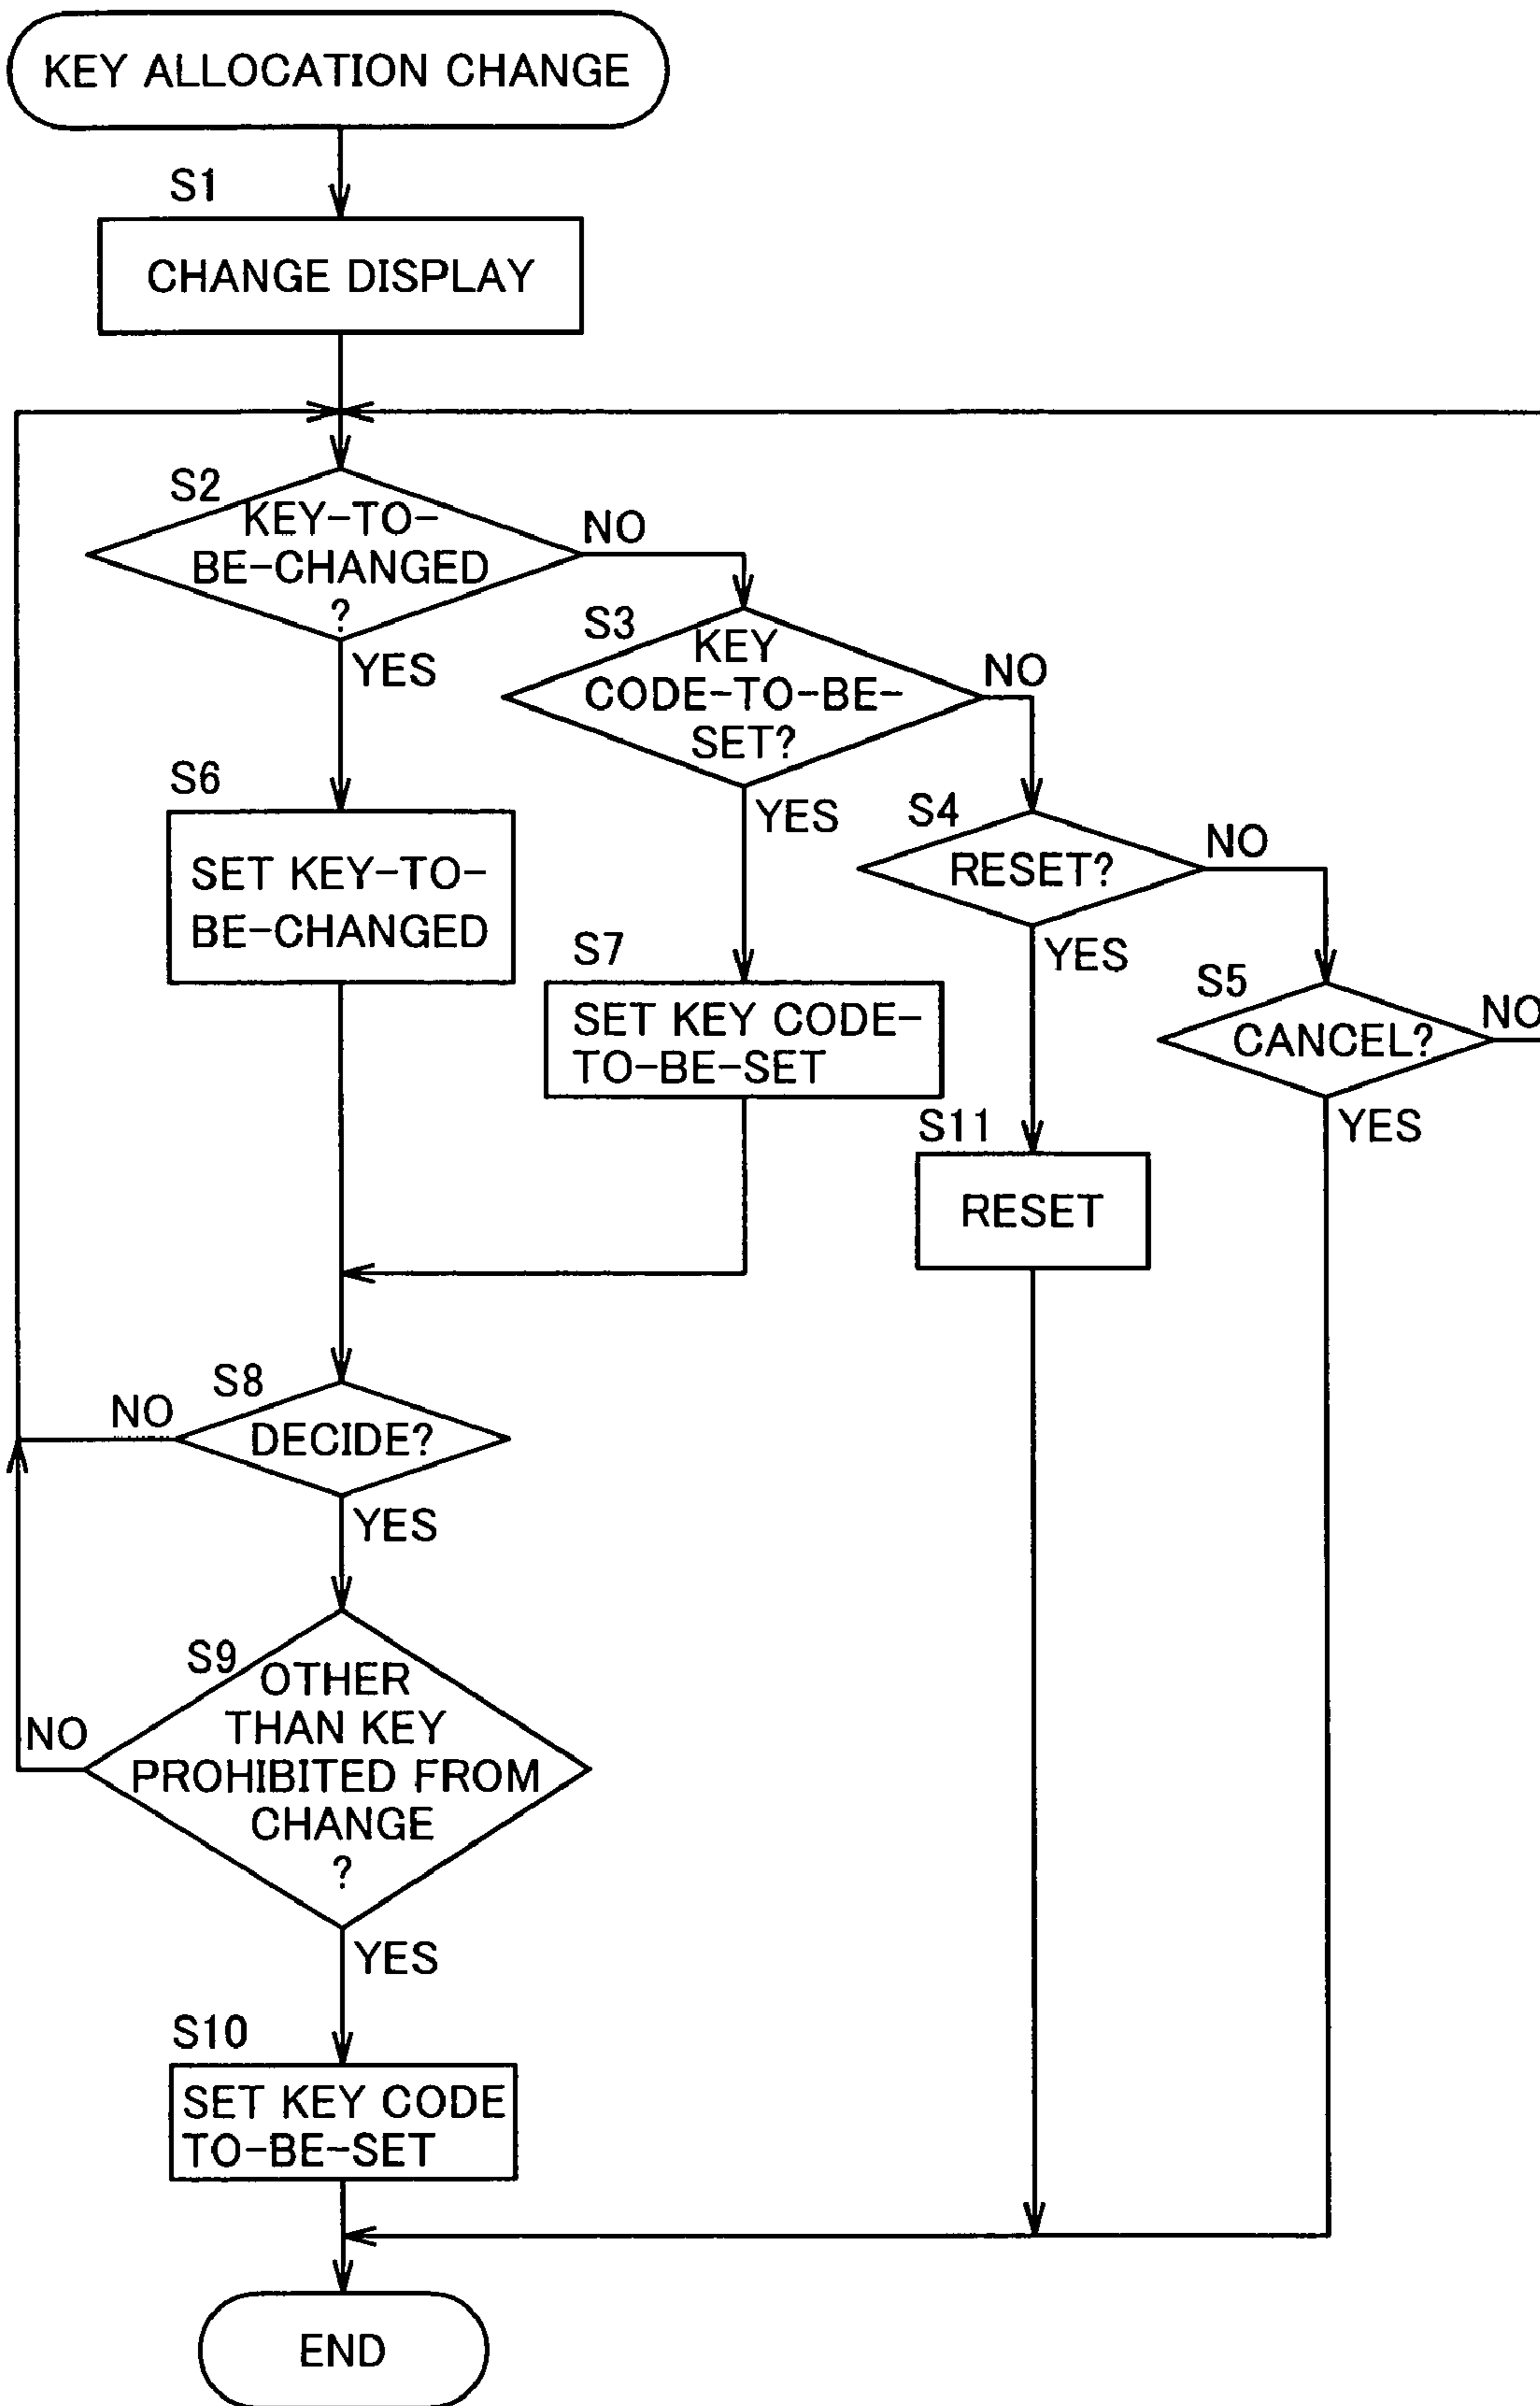 KEY ALLOCATION CHANGE
S1
CHANGE DISPLAY
S2
KEY-TO-
BE-CHANGED
?
NO
YES
S3
KEY
CODE-TO-BE-
SET?
NO
YES
S4
RESET?
NO
YES
S5
CANCEL?
NO
YES
S6
SET KEY-TO-
BE-CHANGED
S7
SET KEY CODE-
TO-BE-SET
S11
RESET
S8
DECIDE?
NO
YES
S9
OTHER
THAN KEY
PROHIBITED FROM
CHANGE
?
NO
YES
S10
SET KEY CODE
TO-BE-SET
END